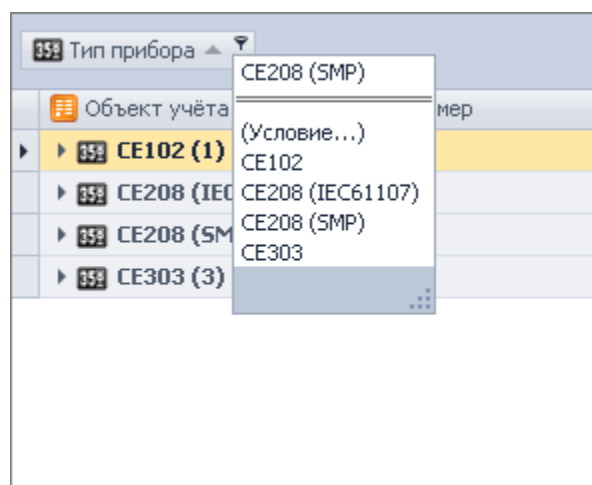 Тип прибора
CE208 (SMP)
Объект учёта мер
(Условие...)
CE102 (1)
CE102
CE208 (IEC
CE208 (IEC61107)
CE208 (SM
CE208 (SMP)
CE303
CE303 (3)